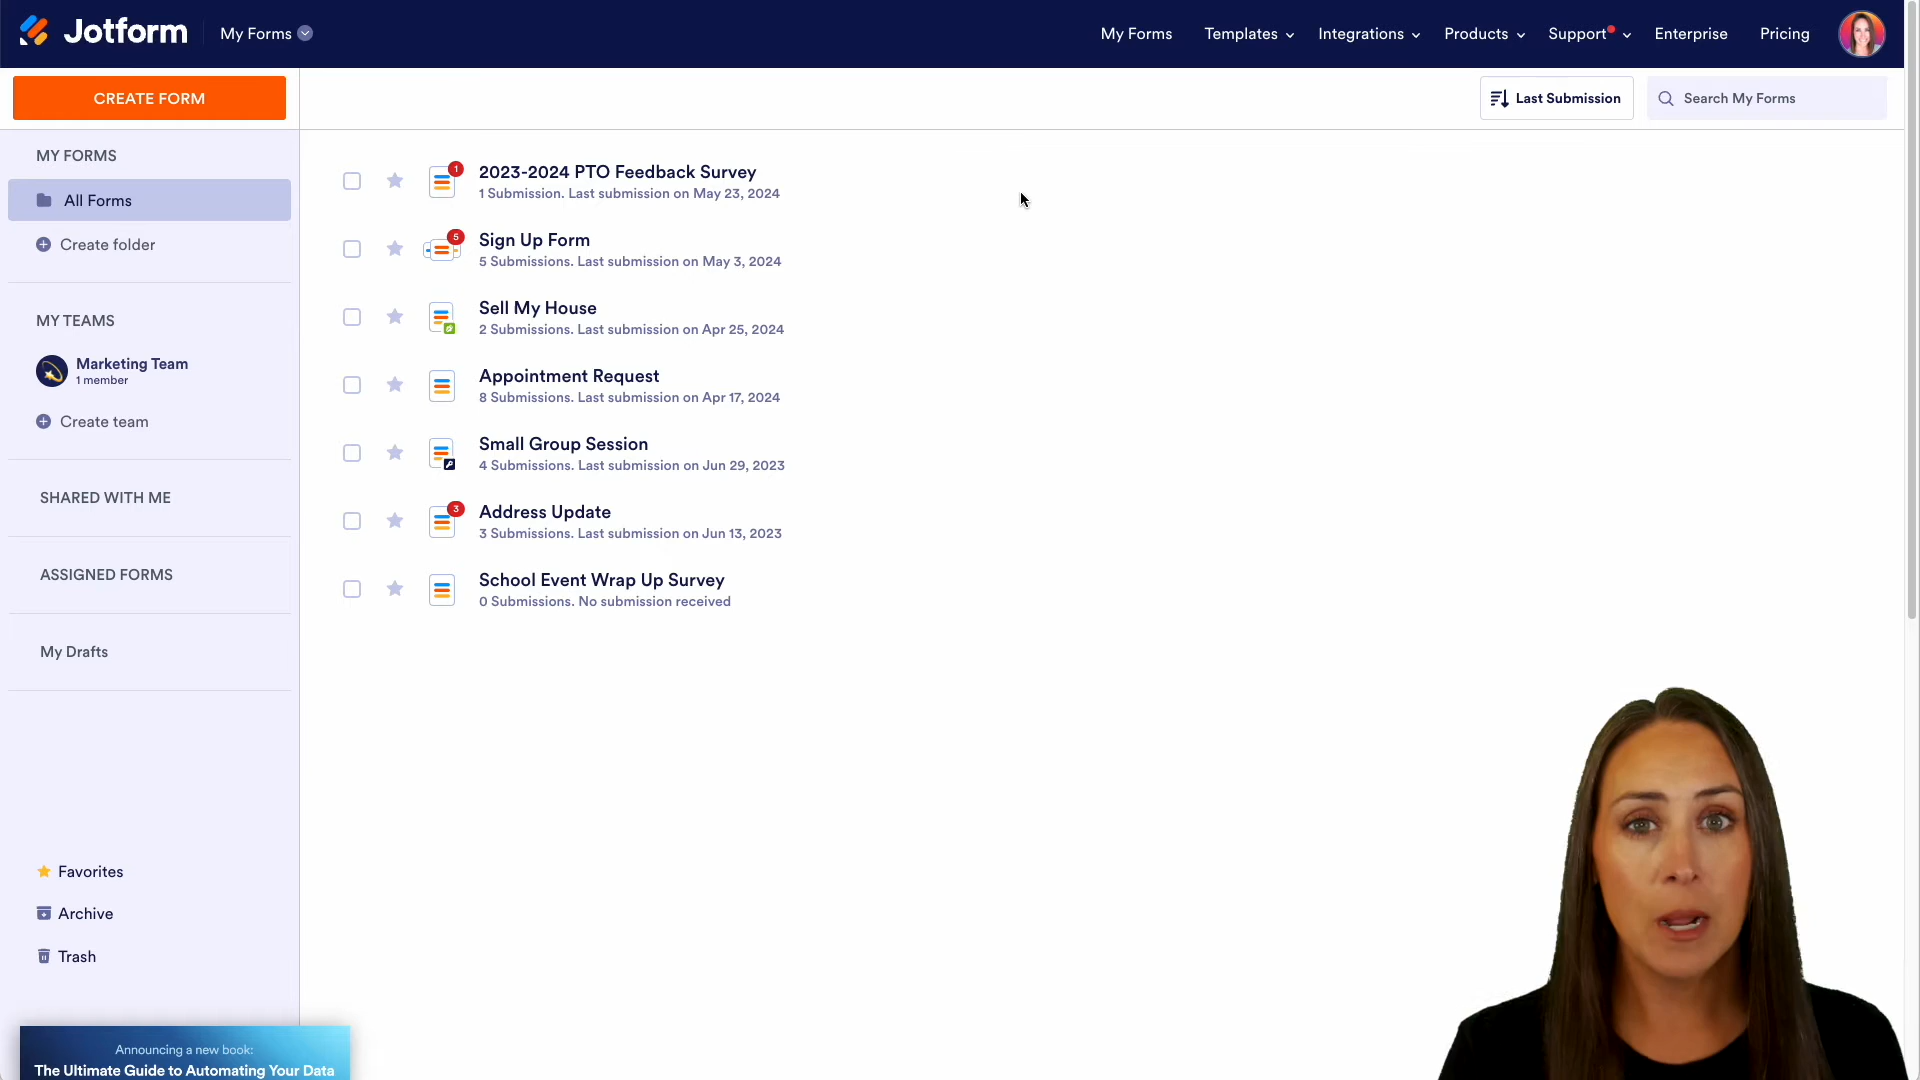 Jotform
My Forms
My Forms
Templates
Integrations
Products
Support
Enterprise
Pricing
CREATE FORM
Last Submission
Search My Forms
MY FORMS
All Forms
Create folder
MY TEAMS
Marketing Team
1 member
Create team
SHARED WITH ME
ASSIGNED FORMS
My Drafts
Favorites
Archive
Trash
Announcing a new book:
The Ultimate Guide to Automating Your Data
1
2023-2024 PTO Feedback Survey
1 Submission. Last submission on May 23, 2024
5
Sign Up Form
5 Submissions. Last submission on May 3, 2024
Sell My House
2 Submissions. Last submission on Apr 25, 2024
Appointment Request
8 Submissions. Last submission on Apr 17, 2024
Small Group Session
4 Submissions. Last submission on Jun 29, 2023
3
Address Update
3 Submissions. Last submission on Jun 13, 2023
School Event Wrap Up Survey
0 Submissions. No submission received